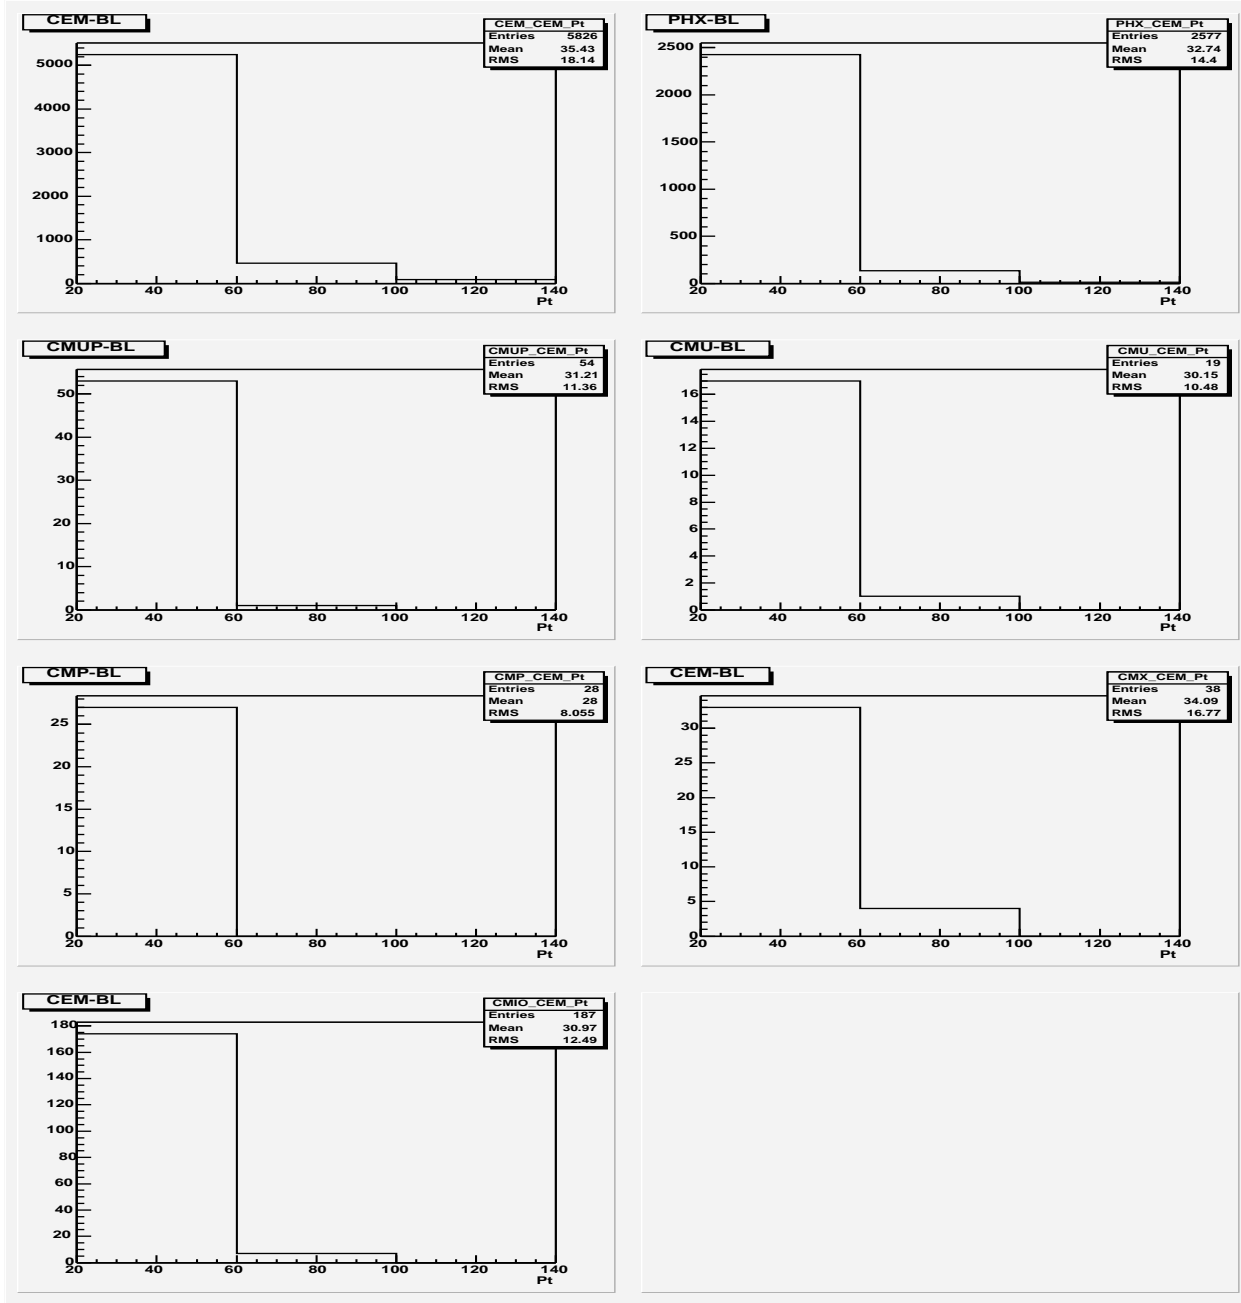 CEM-BL
CEM_CEM_Pt
Entries 5826
Mean 35.43
RMS 18.14
5000
4000
3000
2000
1000
0
20 40 60 80 100 120 140
Pt
PHX-BL
PHX_CEM_Pt
Entries 2577
Mean 32.74
RMS 14.4
2500
2000
1500
1000
500
0
20 40 60 80 100 120 140
Pt
CMUP-BL
CMUP_CEM_Pt
Entries 54
Mean 31.21
RMS 11.36
50
40
30
20
10
0
20 40 60 80 100 120 140
Pt
CMU-BL
CMU_CEM_Pt
Entries 19
Mean 30.15
RMS 10.48
16
14
12
10
8
6
4
2
0
20 40 60 80 100 120 140
Pt
CMP-BL
CMP_CEM_Pt
Entries 28
Mean 28
RMS 8.055
25
20
15
10
5
0
20 40 60 80 100 120 140
Pt
CEM-BL
CMX_CEM_Pt
Entries 38
Mean 34.09
RMS 16.77
30
25
20
15
10
5
0
20 40 60 80 100 120 140
Pt
CEM-BL
CMIO_CEM_Pt
Entries 187
Mean 30.97
RMS 12.49
180
160
140
120
100
80
60
40
20
0
20 40 60 80 100 120 140
Pt